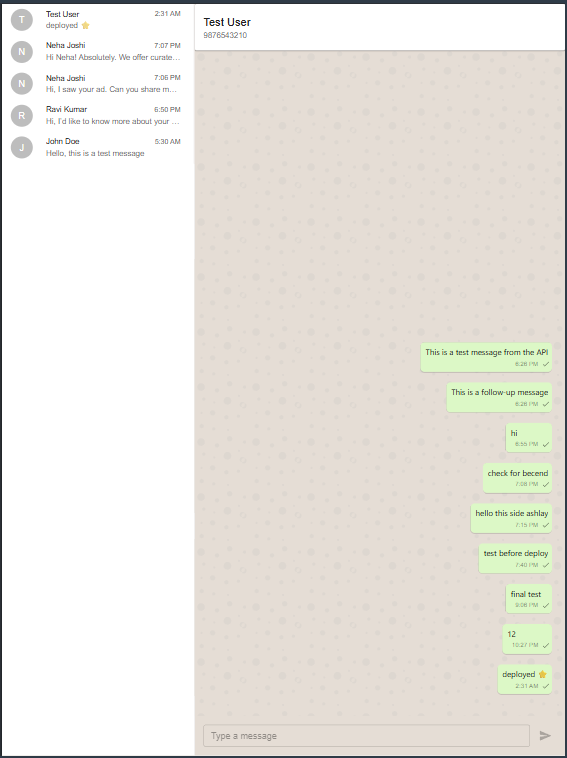 T
Test User
2:31 AM
deployed ⭐
N
Neha Joshi
7:07 PM
Hi Neha! Absolutely. We offer curate...
N
Neha Joshi
7:06 PM
Hi, I saw your ad. Can you share m...
R
Ravi Kumar
6:50 PM
Hi, I'd like to know more about your ...
J
John Doe
5:30 AM
Hello, this is a test message
Test User
9876543210
This is a test message from the API
6:26 PM
This is a follow-up message
6:26 PM
hi
6:55 PM
check for becend
7:08 PM
hello this side ashlay
7:15 PM
test before deploy
7:40 PM
final test
9:06 PM
12
10:27 PM
deployed ⭐
2:31 AM
Type a message